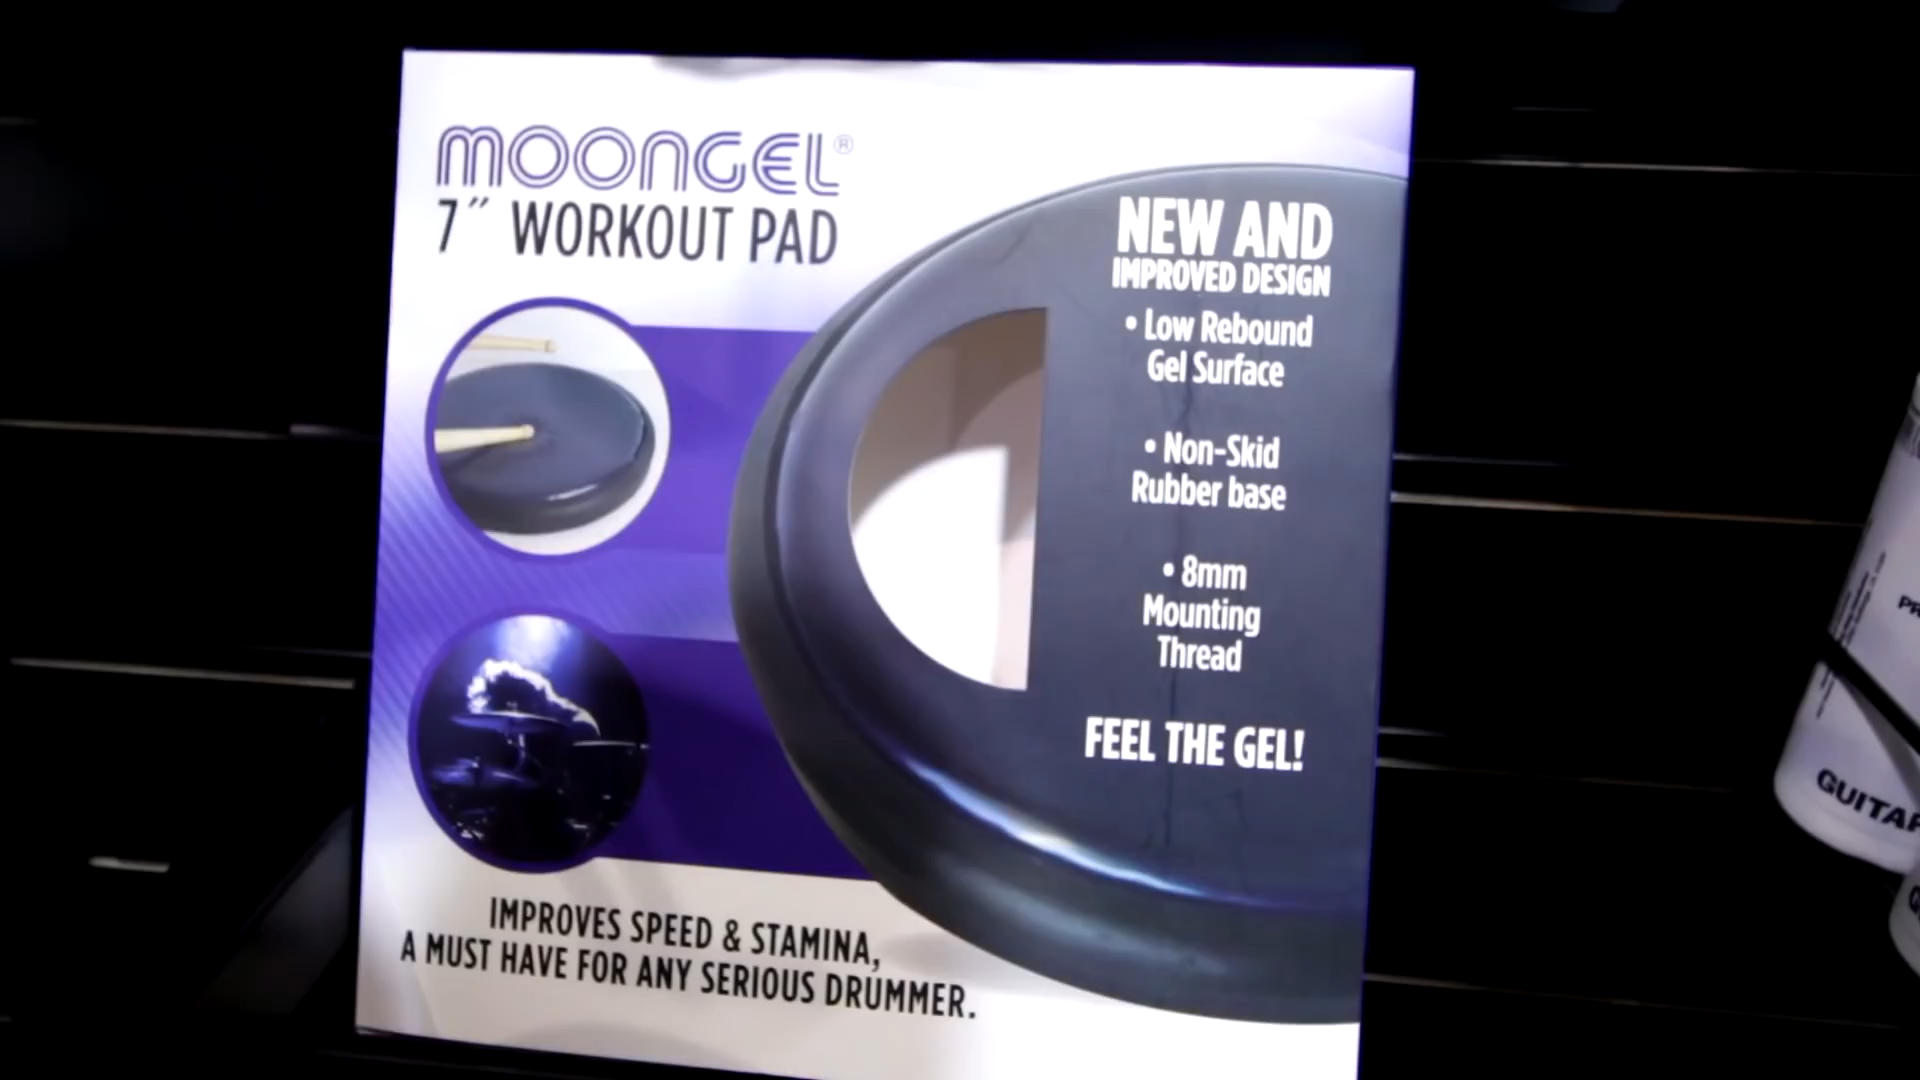 MOONGEL®
7″ WORKOUT PAD
NEW AND
IMPROVED DESIGN
• Low Rebound
Gel Surface
• Non-Skid
Rubber base
• 8mm
Mounting
Thread
FEEL THE GEL!
IMPROVES SPEED & STAMINA,
A MUST HAVE FOR ANY SERIOUS DRUMMER.